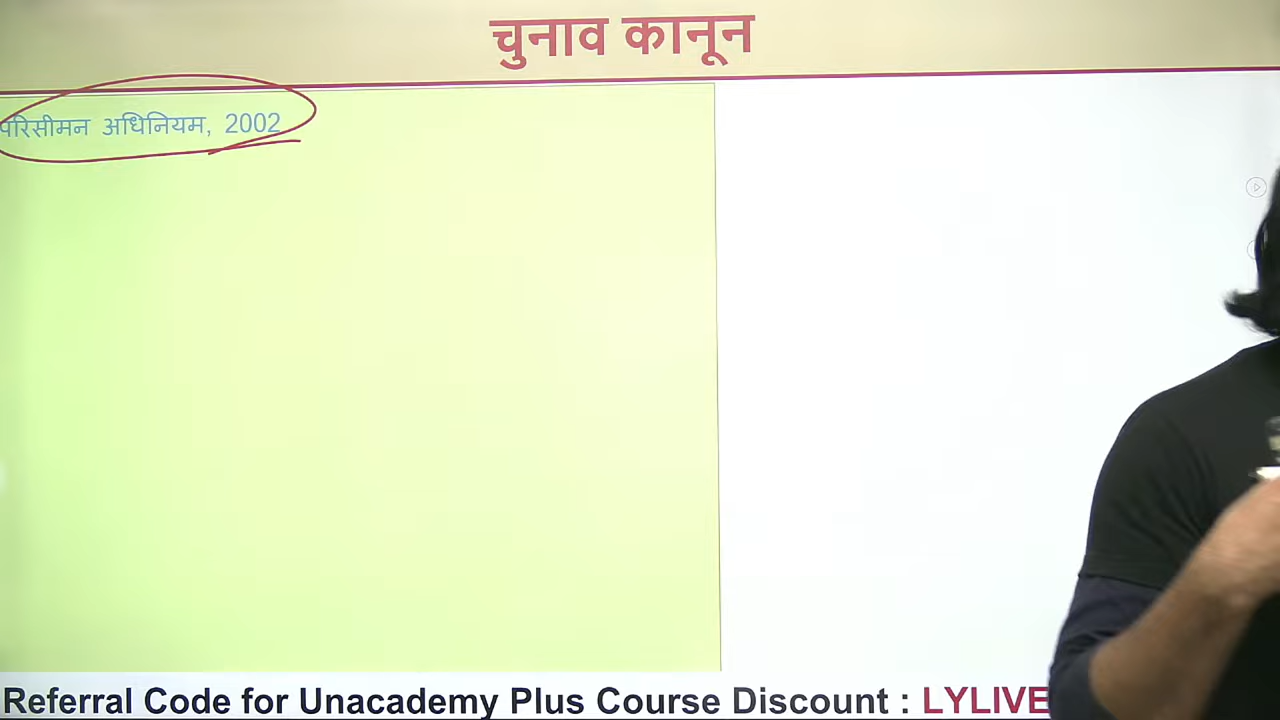 चुनाव कानून
परिसीमन अधिनियम, 2002
Referral Code for Unacademy Plus Course Discount : LYLIVE